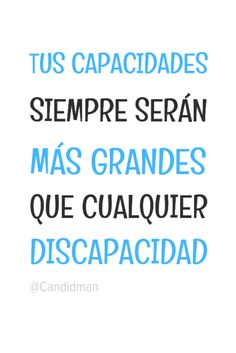 TUS CAPACIDADES
SIEMPRE SERÁN
MÁS GRANDES
QUE CUALQUIER
DISCAPACIDAD
@Candidman